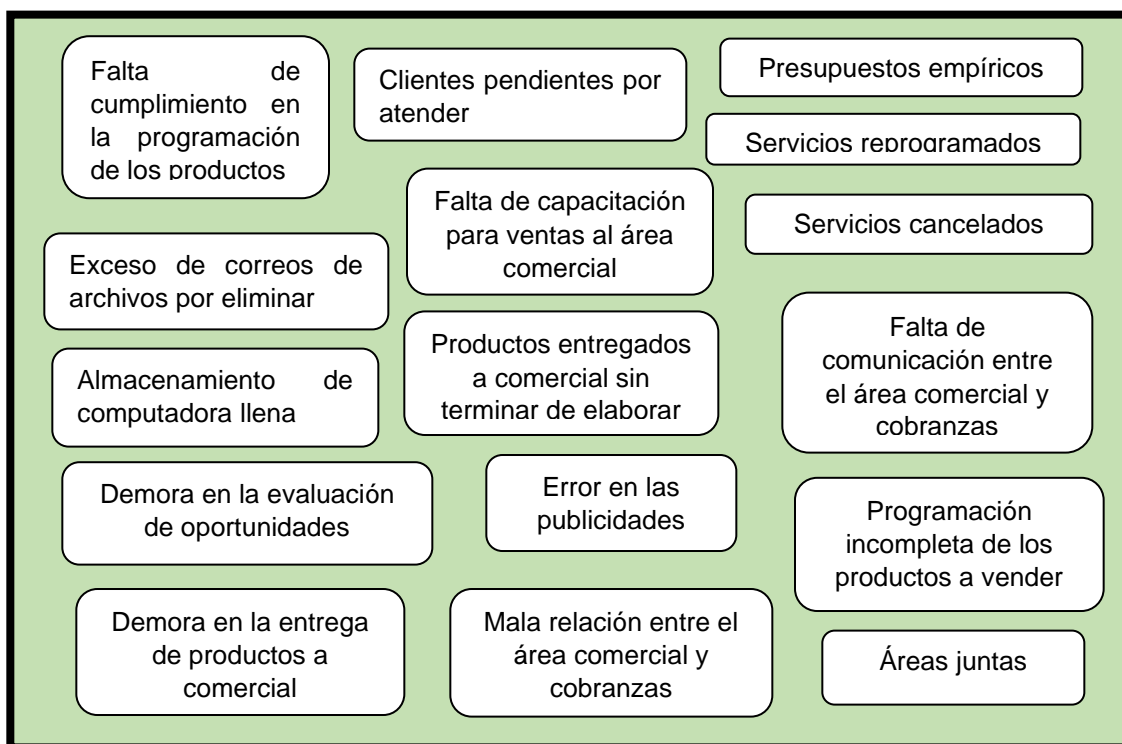 Falta de
cumplimiento en
la programación
de los productos
Clientes pendientes por
atender
Presupuestos empíricos
Servicios reprogramados
Falta de capacitación
para ventas al área
comercial
Servicios cancelados
Exceso de correos de
archivos por eliminar
Productos entregados
a comercial sin
terminar de elaborar
Falta de
comunicación entre
el área comercial y
cobranzas
Almacenamiento de
computadora llena
Demora en la evaluación
de oportunidades
Error en las
publicidades
Programación
incompleta de los
productos a vender
Demora en la entrega
de productos a
comercial
Mala relación entre el
área comercial y
cobranzas
Áreas juntas